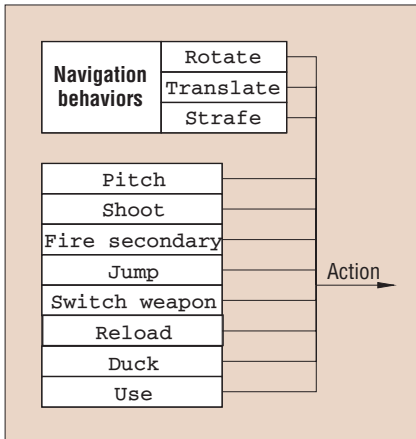 Navigation
behaviors
Rotate
Translate
Strafe
Pitch
Shoot
Fire secondary
Jump
Switch weapon
Reload
Duck
Use
Action